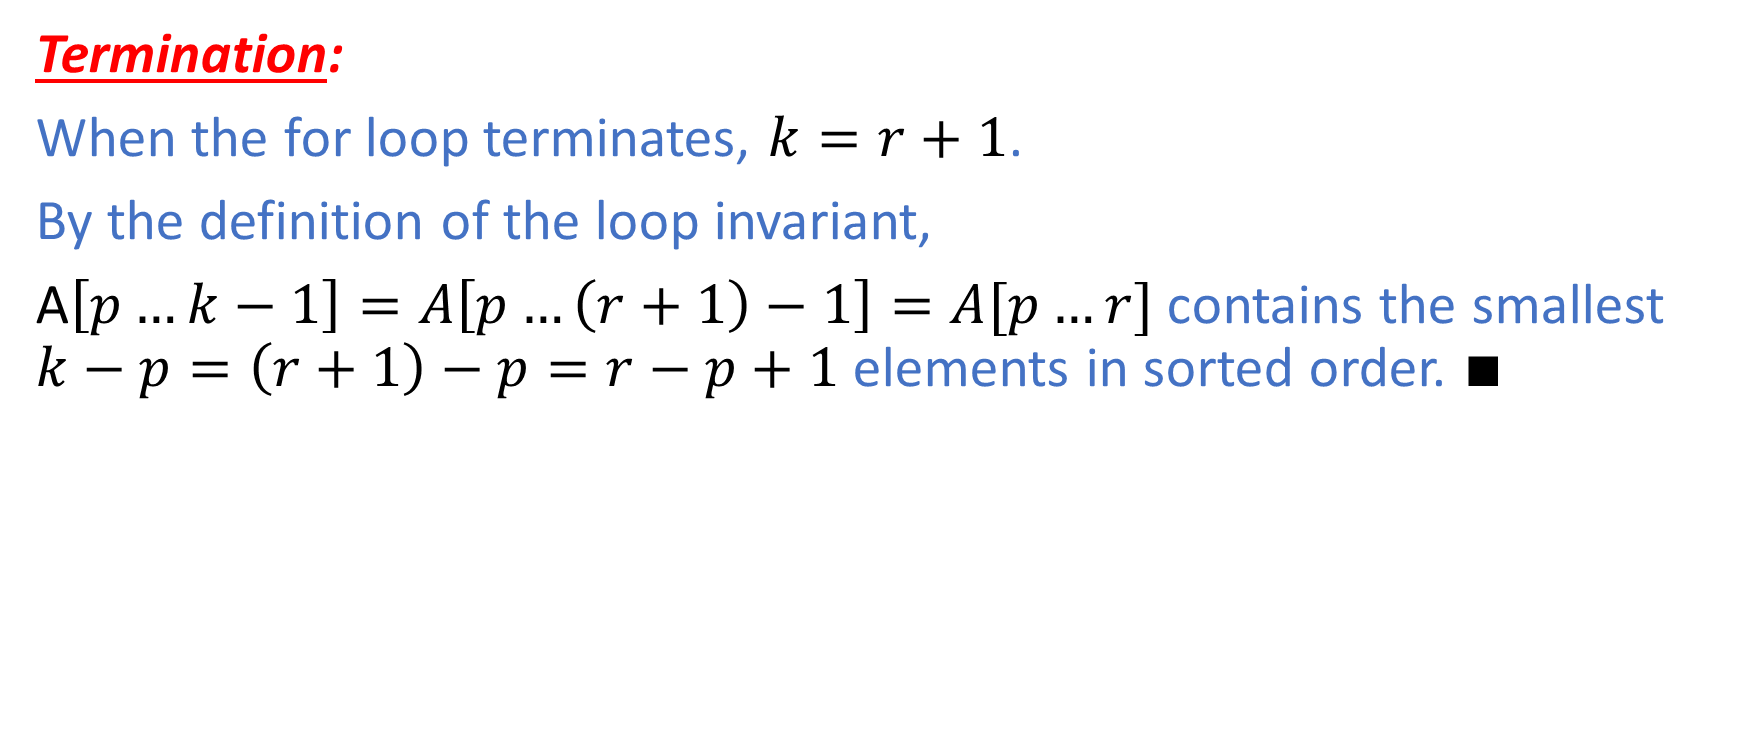 Termination:
When the for loop terminates, k = r + 1.
By the definition of the loop invariant,
A[p … k − 1] = A[p … (r + 1) − 1] = A[p … r] contains the smallest
k − p = (r + 1) − p = r − p + 1 elements in sorted order. ■